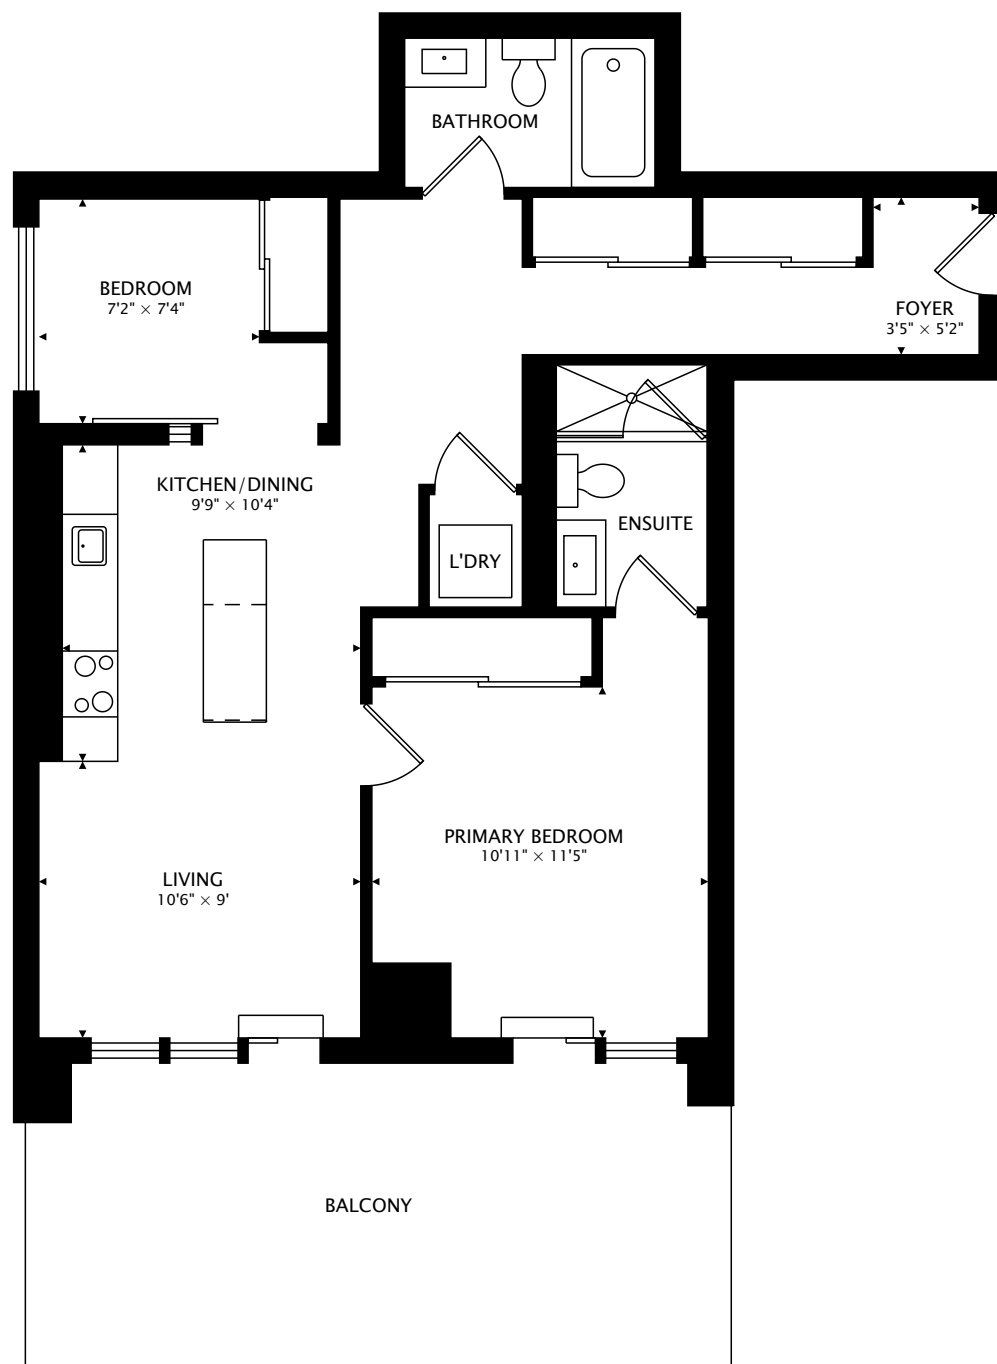 BATHROOM
BEDROOM
7'2" × 7'4"
FOYER
3'5" × 5'2"
KITCHEN/DINING
9'9" × 10'4"
ENSUITE
L'DRY
PRIMARY BEDROOM
10'11" × 11'5"
LIVING
10'6" × 9'
BALCONY